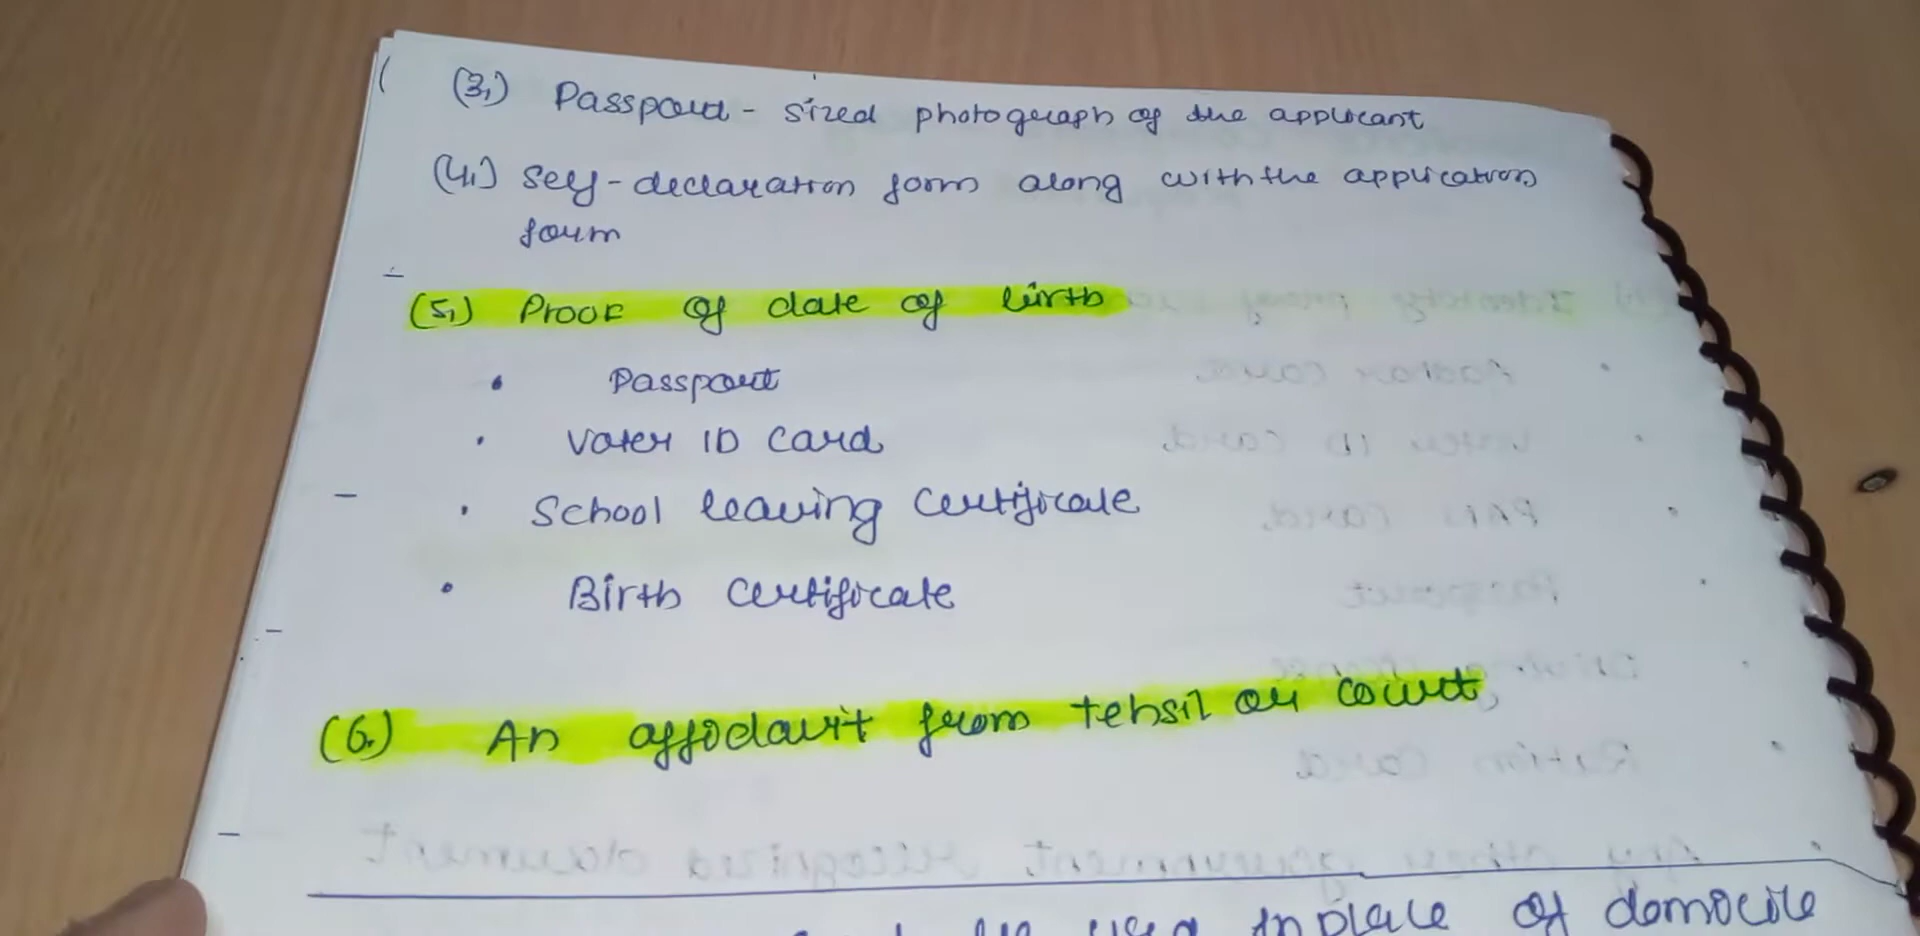 (3.) Passport - sized photograph of the applicant
(4.) Self-declaration form along with the application
form
(5.) Proof of date of birth
• Passport
• Voter ID card
• School leaving certificate
• Birth certificate
(6.) An affidavit from tehsil or court,
used in place of domocile